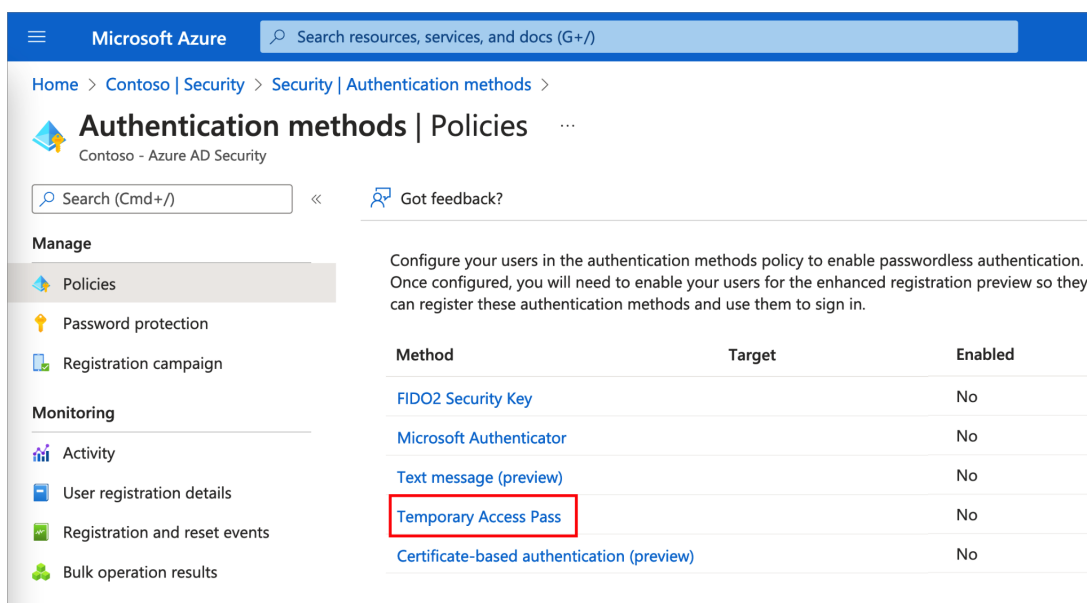 Microsoft Azure
Search resources, services, and docs (G+/)
Home > Contoso | Security > Security | Authentication methods >
Authentication methods | Policies ...
Contoso - Azure AD Security
Search (Cmd+/) «
Got feedback?
Manage
Policies
Password protection
Registration campaign
Monitoring
Activity
User registration details
Registration and reset events
Bulk operation results
Configure your users in the authentication methods policy to enable passwordless authentication.
Once configured, you will need to enable your users for the enhanced registration preview so they
can register these authentication methods and use them to sign in.
Method Target Enabled
FIDO2 Security Key No
Microsoft Authenticator No
Text message (preview) No
Temporary Access Pass No
Certificate-based authentication (preview) No